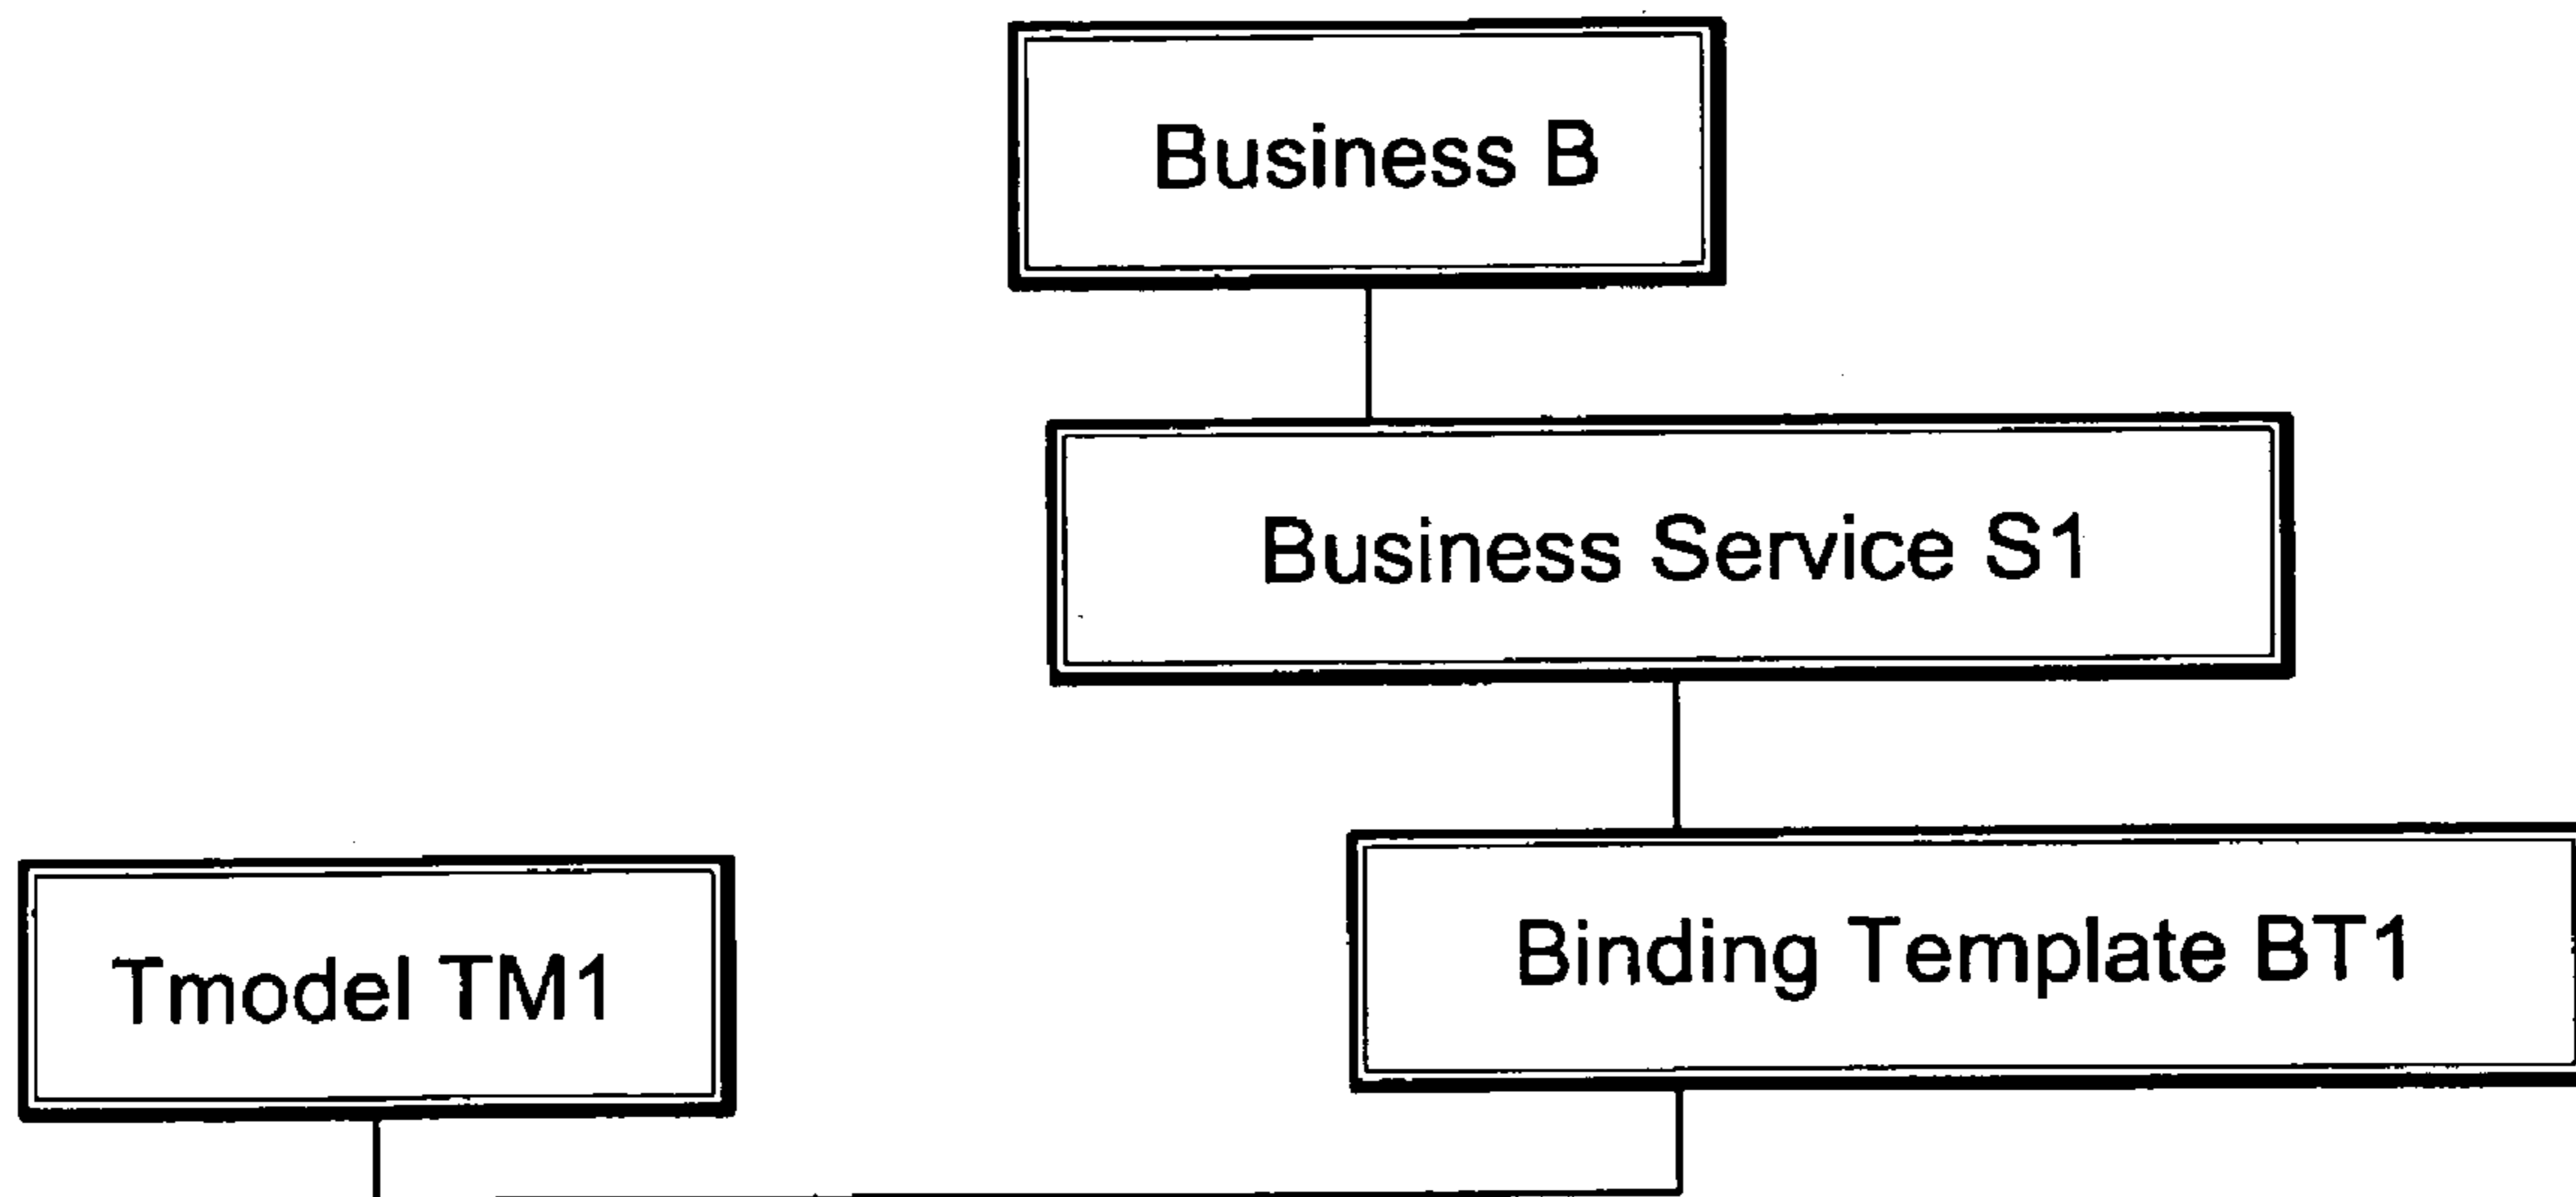 Business B
Business Service S1
Tmodel TM1
Binding Template BT1